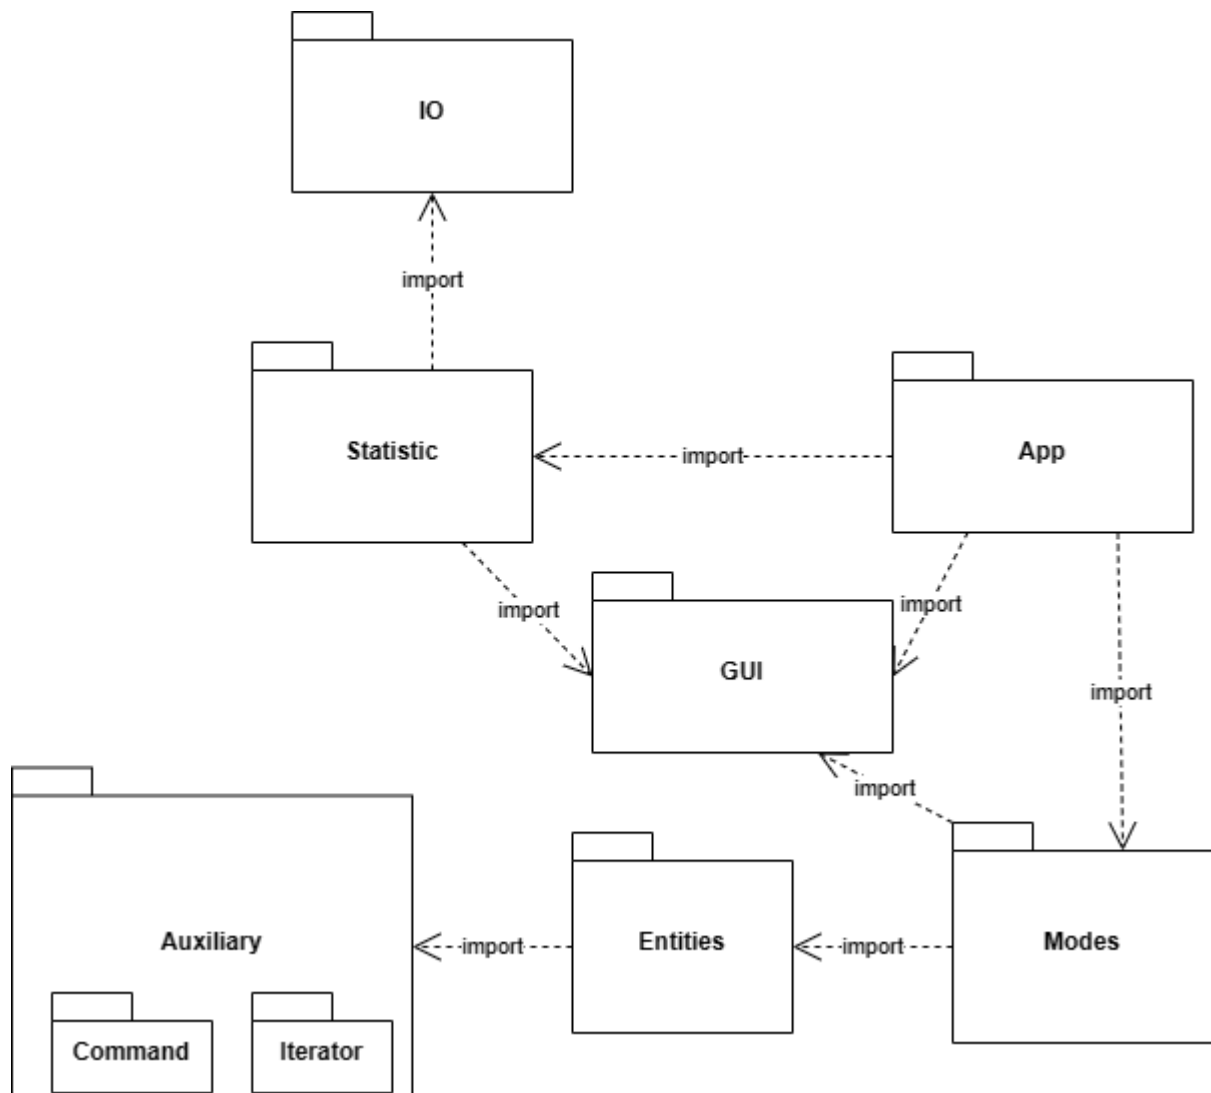 IO
import
Statistic
import
App
import
import
GUI
import
import
Auxiliary
import
Entities
import
Modes
Command
Iterator